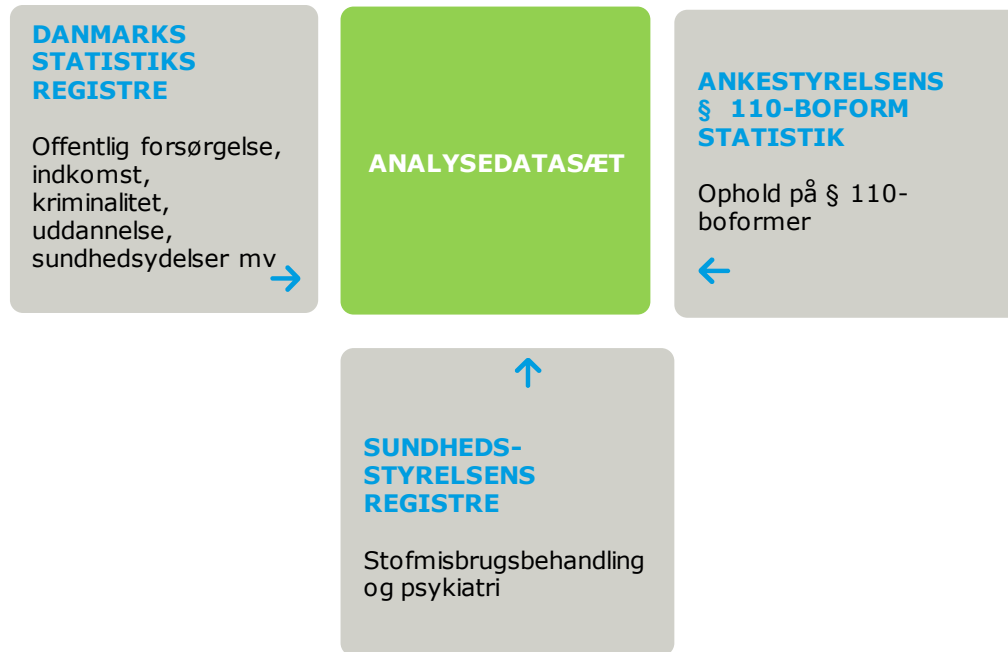 DANMARKS
STATISTIKS
REGISTRE
Offentlig forsørgelse,
indkomst,
kriminalitet,
uddannelse,
sundhedsydelser mv
ANALYSEDATASÆT
ANKESTYRELSENS
§ 110-BOFORM
STATISTIK
Ophold på § 110-
boformer
SUNDHEDS-
STYRELSENS
REGISTRE
Stofmisbrugsbehandling
og psykiatri